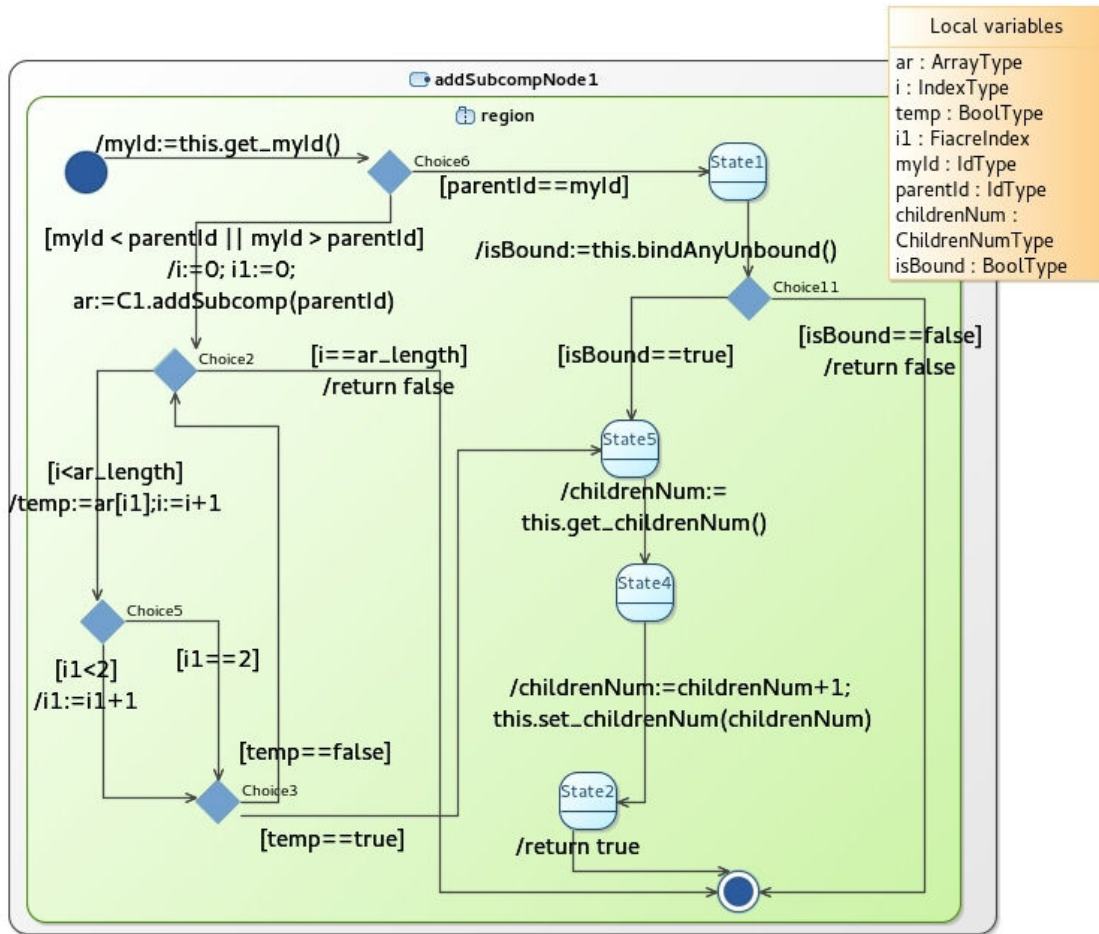 Local variables
ar : ArrayType
i : IndexType
temp : BoolType
i1 : FiacreIndex
myId : IdType
parentId : IdType
childrenNum :
ChildrenNumType
isBound : BoolType
addSubcompNode1
region
/myId:=this.get_myId()
Choice6
State1
[parentId==myId]
[myId < parentId || myId > parentId]
/i:=0; i1:=0;
ar:=C1.addSubcomp(parentId)
/isBound:=this.bindAnyUnbound()
Choice11
[isBound==true]
[isBound==false]
/return false
Choice2
[i==ar_length]
/return false
State5
[i<ar_length]
/temp:=ar[i1];i:=i+1
/childrenNum:=
this.get_childrenNum()
State4
Choice5
[i1<2]
/i1:=i1+1
[i1==2]
/childrenNum:=childrenNum+1;
this.set_childrenNum(childrenNum)
[temp==false]
Choice3
State2
[temp==true]
/return true